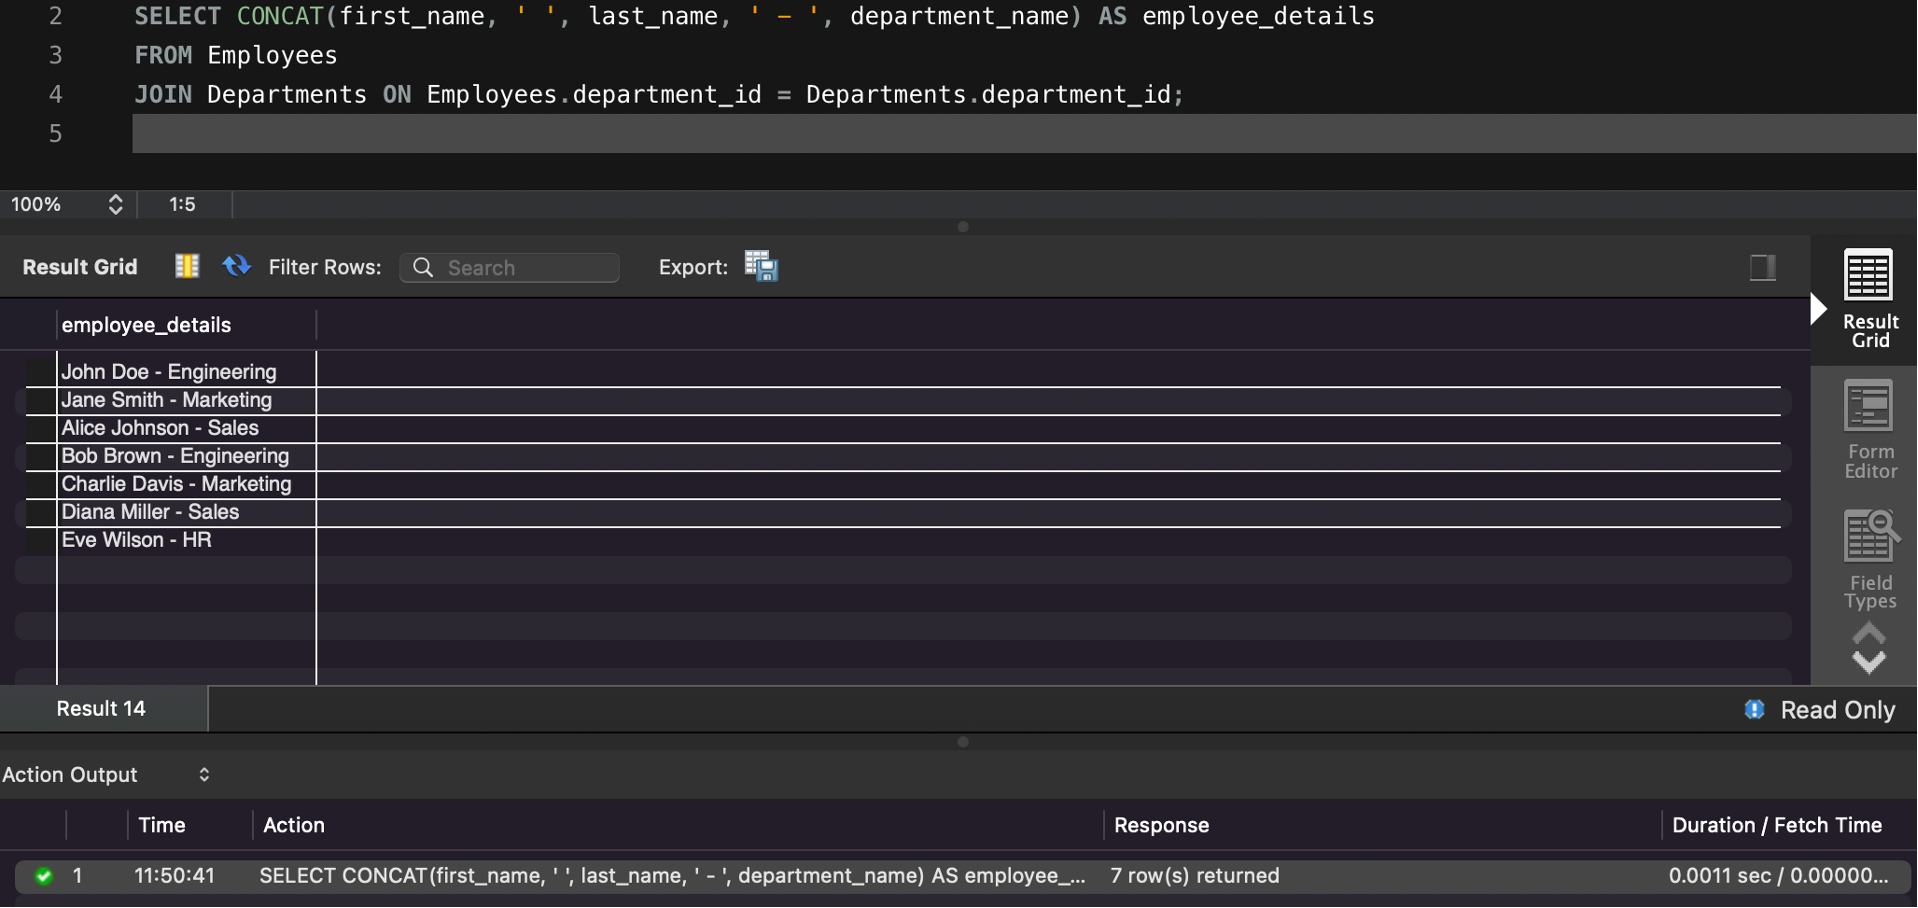 2 SELECT CONCAT(first_name, ' ', last_name, ' - ', department_name) AS employee_details
3 FROM Employees
4 JOIN Departments ON Employees.department_id = Departments.department_id;
5
100% 1:5
Result Grid Filter Rows: Search Export:
employee_details
John Doe - Engineering
Jane Smith - Marketing
Alice Johnson - Sales
Bob Brown - Engineering
Charlie Davis - Marketing
Diana Miller - Sales
Eve Wilson - HR
Result
Grid
Form
Editor
Field
Types
Result 14 Read Only
Action Output
Time Action Response Duration / Fetch Time
1 11:50:41 SELECT CONCAT(first_name, ' ', last_name, ' - ', department_name) AS employee_... 7 row(s) returned 0.0011 sec / 0.00000...